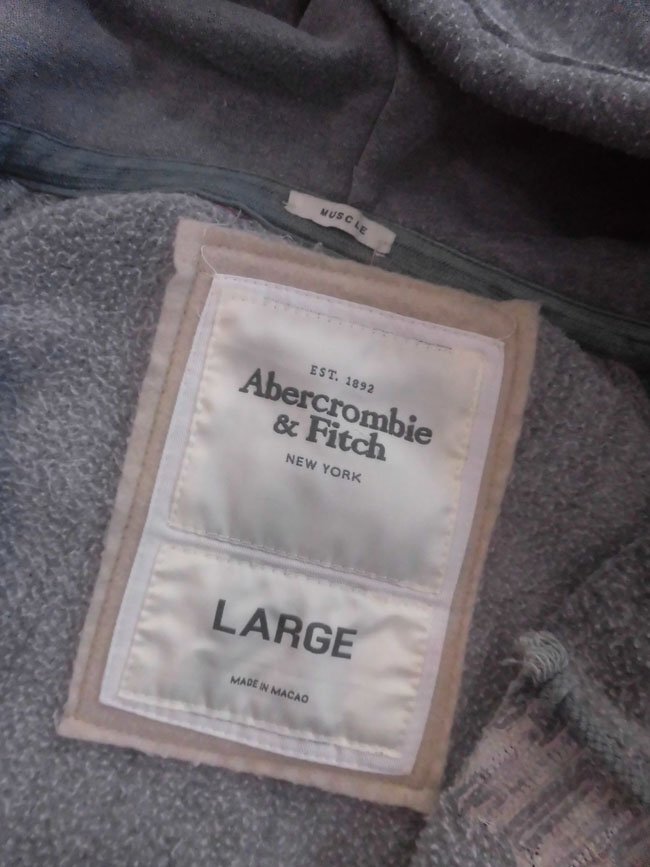 MUSCLE
EST. 1892
Abercrombie
& Fitch
NEW YORK
LARGE
MADE IN MACAO